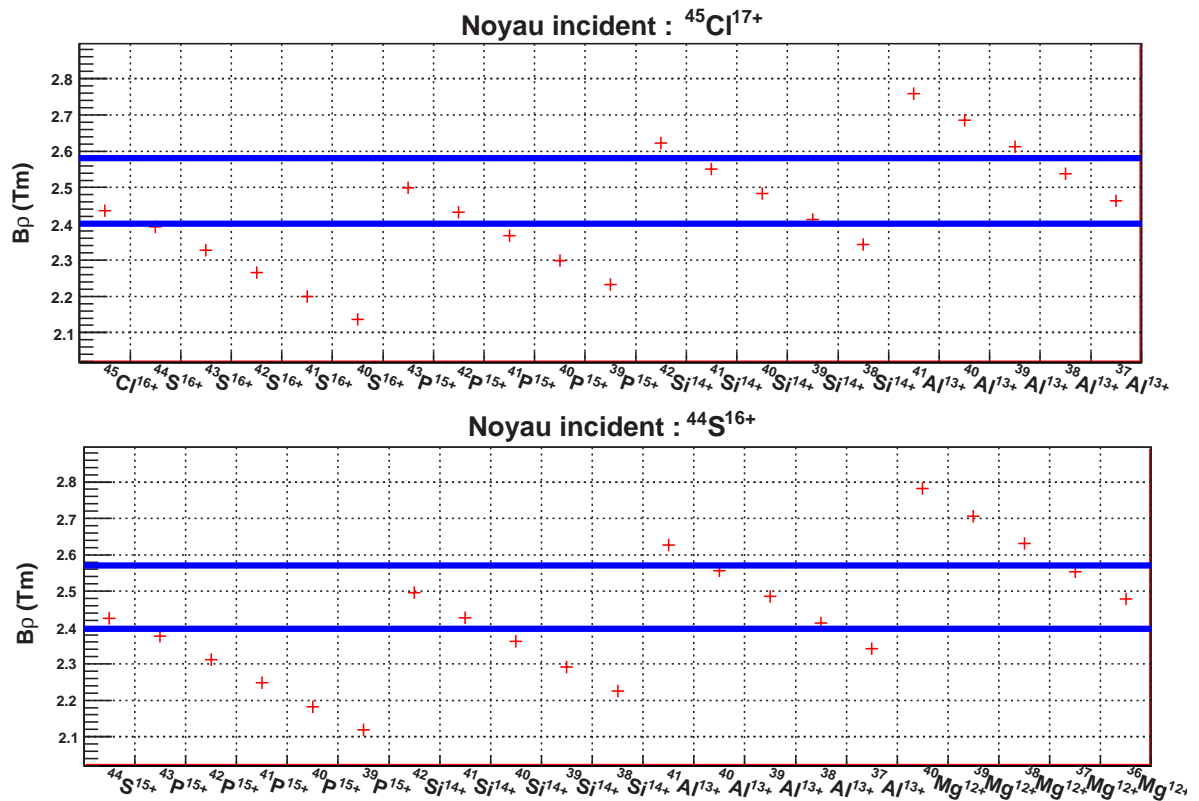 Noyau incident : ⁴⁵Cl¹⁷⁺
2.8
2.7
2.6
2.5
2.4
2.3
2.2
2.1
Bρ (Tm)
⁴⁵Cl¹⁶⁺ ⁴⁴S¹⁶⁺ ⁴³S¹⁶⁺ ⁴²S¹⁶⁺ ⁴¹S¹⁶⁺ ⁴⁰S¹⁶⁺ ⁴³P¹⁵⁺ ⁴²P¹⁵⁺ ⁴¹P¹⁵⁺ ⁴⁰P¹⁵⁺ ³⁹P¹⁵⁺ ⁴²Si¹⁴⁺ ⁴¹Si¹⁴⁺ ⁴⁰Si¹⁴⁺ ³⁹Si¹⁴⁺ ³⁸Si¹⁴⁺ ⁴¹Al¹³⁺ ⁴⁰Al¹³⁺ ³⁹Al¹³⁺ ³⁸Al¹³⁺ ³⁷Al¹³⁺
Noyau incident : ⁴⁴S¹⁶⁺
2.8
2.7
2.6
2.5
2.4
2.3
2.2
2.1
Bρ (Tm)
⁴⁴S¹⁵⁺ ⁴³P¹⁵⁺ ⁴²P¹⁵⁺ ⁴¹P¹⁵⁺ ⁴⁰P¹⁵⁺ ³⁹P¹⁵⁺ ⁴²Si¹⁴⁺ ⁴¹Si¹⁴⁺ ⁴⁰Si¹⁴⁺ ³⁹Si¹⁴⁺ ³⁸Si¹⁴⁺ ⁴¹Al¹³⁺ ⁴⁰Al¹³⁺ ³⁹Al¹³⁺ ³⁸Al¹³⁺ ³⁷Al¹³⁺ ⁴⁰Mg¹²⁺ ³⁹Mg¹²⁺ ³⁸Mg¹²⁺ ³⁷Mg¹²⁺ ³⁶Mg¹²⁺